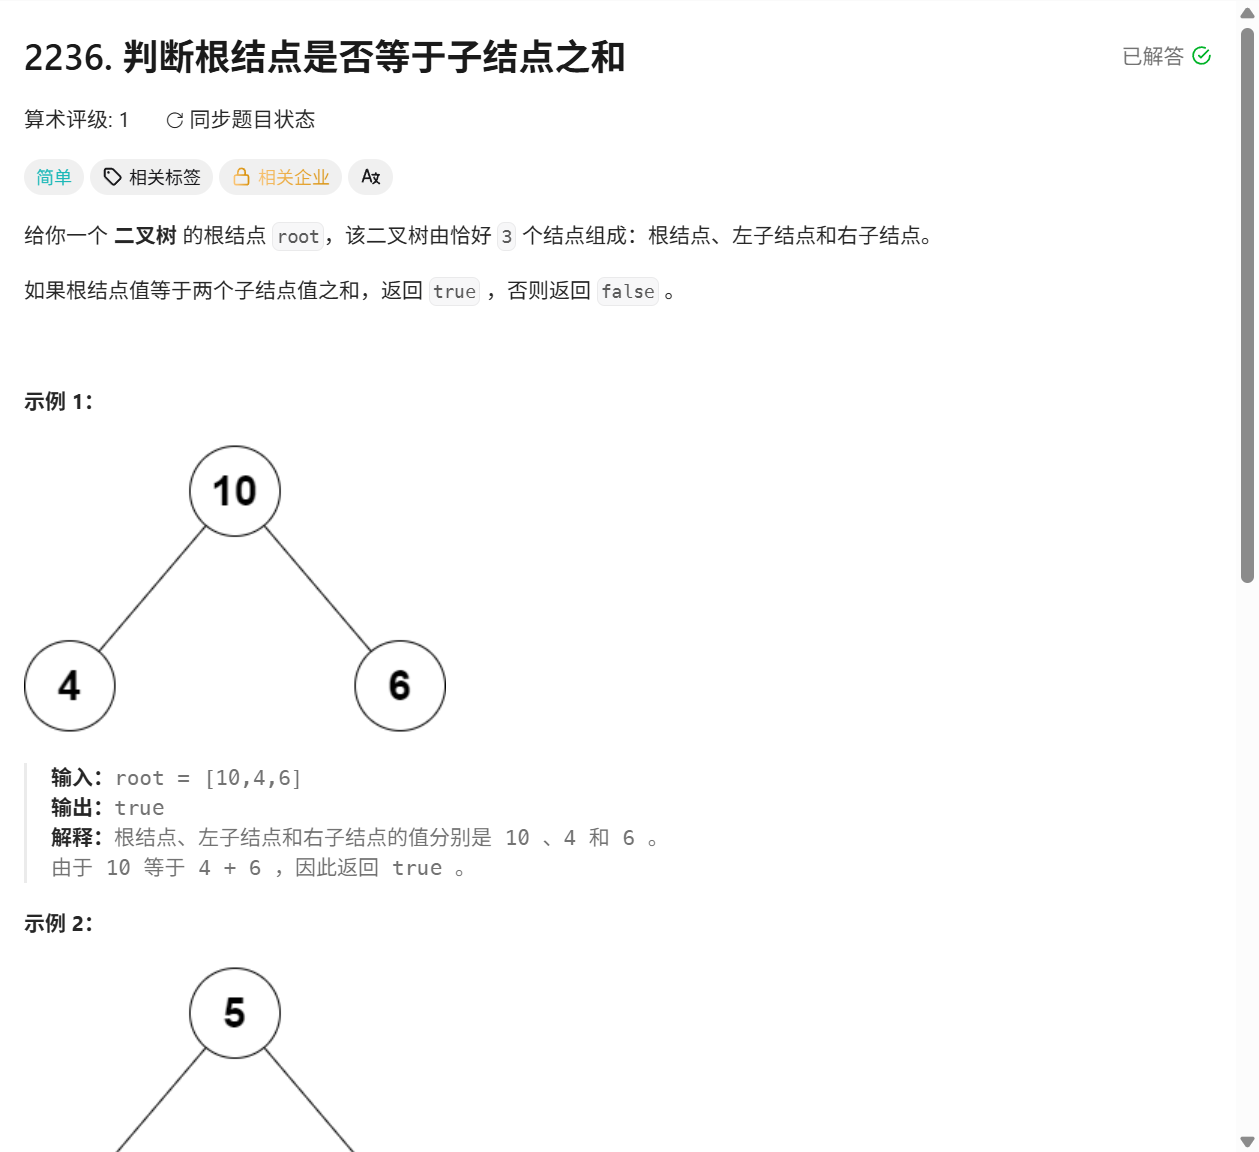 2236. 判断根结点是否等于子结点之和
已解答
算术评级: 1 同步题目状态
简单 相关标签 相关企业 A文
给你一个 二叉树 的根结点 root，该二叉树由恰好 3 个结点组成：根结点、左子结点和右子结点。
如果根结点值等于两个子结点值之和，返回 true ，否则返回 false 。
示例 1：
10
4 6
输入：root = [10,4,6]
输出：true
解释：根结点、左子结点和右子结点的值分别是 10 、4 和 6 。
由于 10 等于 4 + 6 ，因此返回 true 。
示例 2：
5